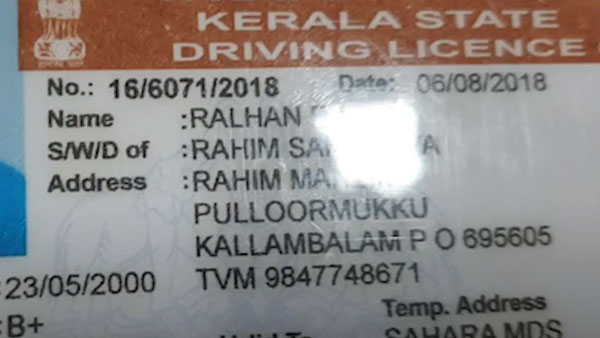 KERALA STATE
DRIVING LICENCE
No.: 16/6071/2018 Date: 06/08/2018
Name :RALHAN
S/W/D of :RAHIM
Address :RAHIM
PULLOORMUKKU
KALLAMBALAM P O 695605
:23/05/2000 TVM 9847748671
Temp. Address
:B+ SAHARA MDS